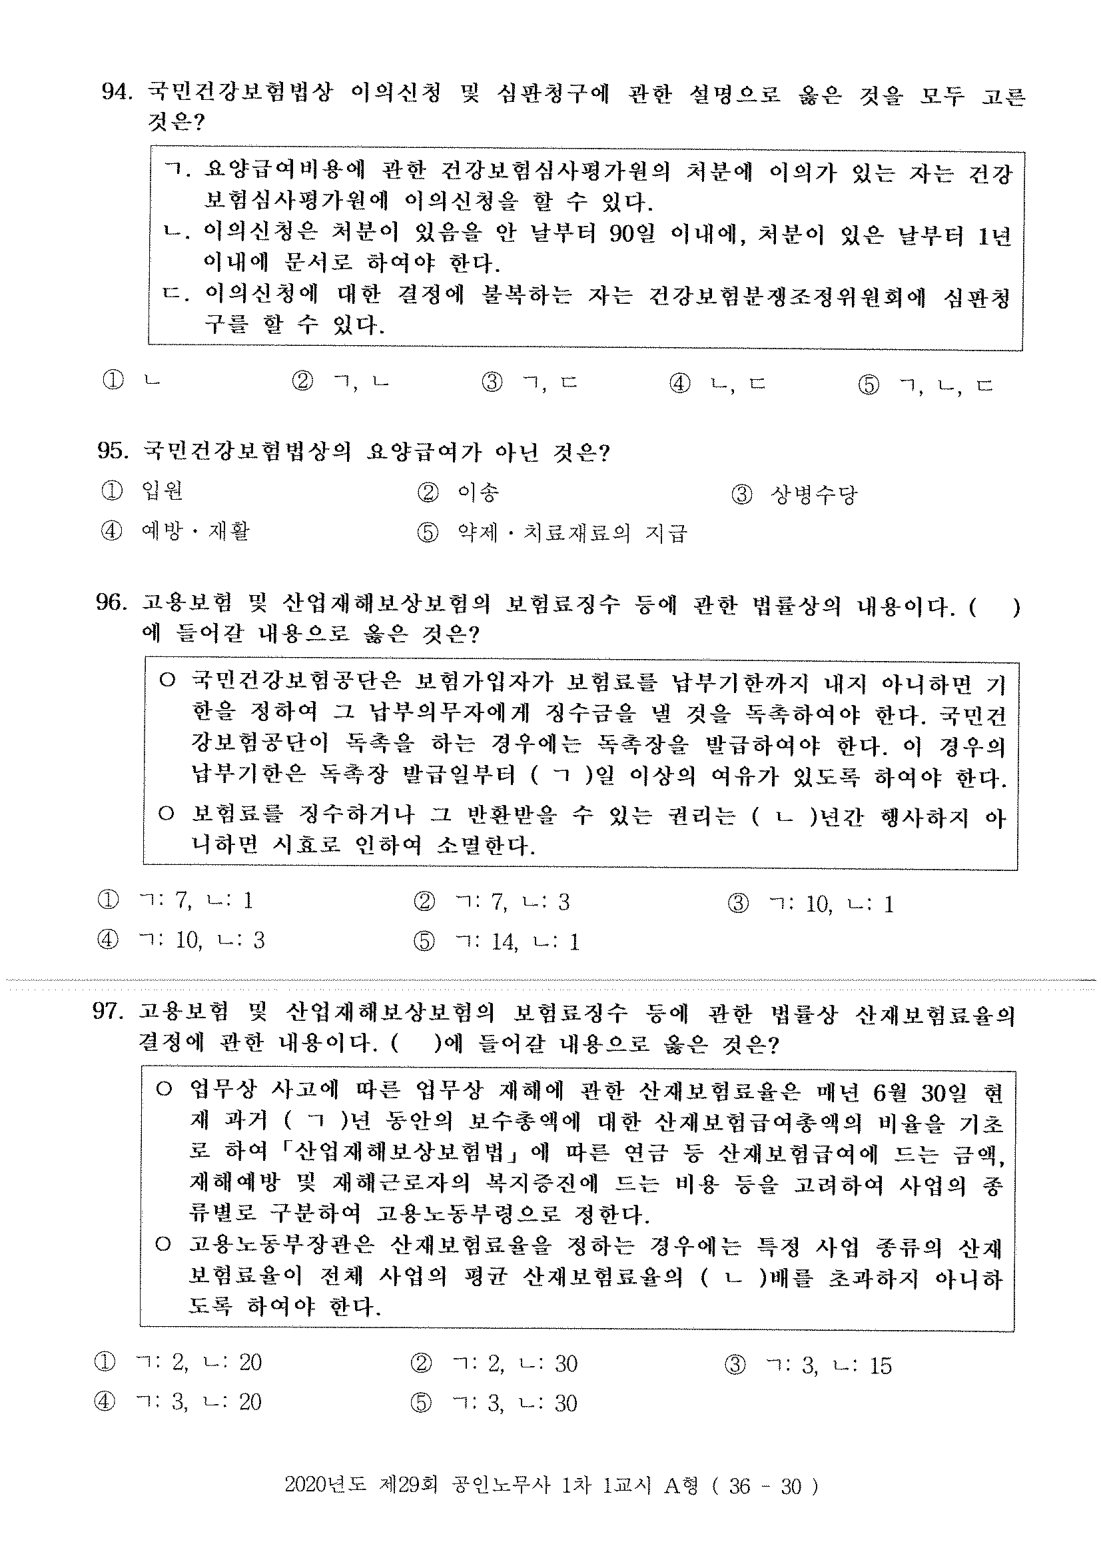 94. 국민건강보험법상 이의신청 및 심판청구에 관한 설명으로 옳은 것을 모두 고른
것은?
ㄱ. 요양급여비용에 관한 건강보험심사평가원의 처분에 이의가 있는 자는 건강
보험심사평가원에 이의신청을 할 수 있다.
ㄴ. 이의신청은 처분이 있음을 안 날부터 90일 이내에, 처분이 있은 날부터 1년
이내에 문서로 하여야 한다.
ㄷ. 이의신청에 대한 결정에 불복하는 자는 건강보험분쟁조정위원회에 심판청
구를 할 수 있다.
① ㄴ ② ㄱ, ㄴ ③ ㄱ, ㄷ ④ ㄴ, ㄷ ⑤ ㄱ, ㄴ, ㄷ
95. 국민건강보험법상의 요양급여가 아닌 것은?
① 입원 ② 이송 ③ 상병수당
④ 예방·재활 ⑤ 약제·치료재료의 지급
96. 고용보험 및 산업재해보상보험의 보험료징수 등에 관한 법률상의 내용이다. ( )
에 들어갈 내용으로 옳은 것은?
○ 국민건강보험공단은 보험가입자가 보험료를 납부기한까지 내지 아니하면 기
한을 정하여 그 납부의무자에게 징수금을 낼 것을 독촉하여야 한다. 국민건
강보험공단이 독촉을 하는 경우에는 독촉장을 발급하여야 한다. 이 경우의
납부기한은 독촉장 발급일부터 ( ㄱ )일 이상의 여유가 있도록 하여야 한다.
○ 보험료를 징수하거나 그 반환받을 수 있는 권리는 ( ㄴ )년간 행사하지 아
니하면 시효로 인하여 소멸한다.
① ㄱ: 7, ㄴ: 1 ② ㄱ: 7, ㄴ: 3 ③ ㄱ: 10, ㄴ: 1
④ ㄱ: 10, ㄴ: 3 ⑤ ㄱ: 14, ㄴ: 1
97. 고용보험 및 산업재해보상보험의 보험료징수 등에 관한 법률상 산재보험료율의
결정에 관한 내용이다. ( )에 들어갈 내용으로 옳은 것은?
○ 업무상 사고에 따른 업무상 재해에 관한 산재보험료율은 매년 6월 30일 현
재 과거 ( ㄱ )년 동안의 보수총액에 대한 산재보험급여총액의 비율을 기초
로 하여 「산업재해보상보험법」에 따른 연금 등 산재보험급여에 드는 금액,
재해예방 및 재해근로자의 복지증진에 드는 비용 등을 고려하여 사업의 종
류별로 구분하여 고용노동부령으로 정한다.
○ 고용노동부장관은 산재보험료율을 정하는 경우에는 특정 사업 종류의 산재
보험료율이 전체 사업의 평균 산재보험료율의 ( ㄴ )배를 초과하지 아니하
도록 하여야 한다.
① ㄱ: 2, ㄴ: 20 ② ㄱ: 2, ㄴ: 30 ③ ㄱ: 3, ㄴ: 15
④ ㄱ: 3, ㄴ: 20 ⑤ ㄱ: 3, ㄴ: 30
2020년도 제29회 공인노무사 1차 1교시 A형 ( 36 - 30 )